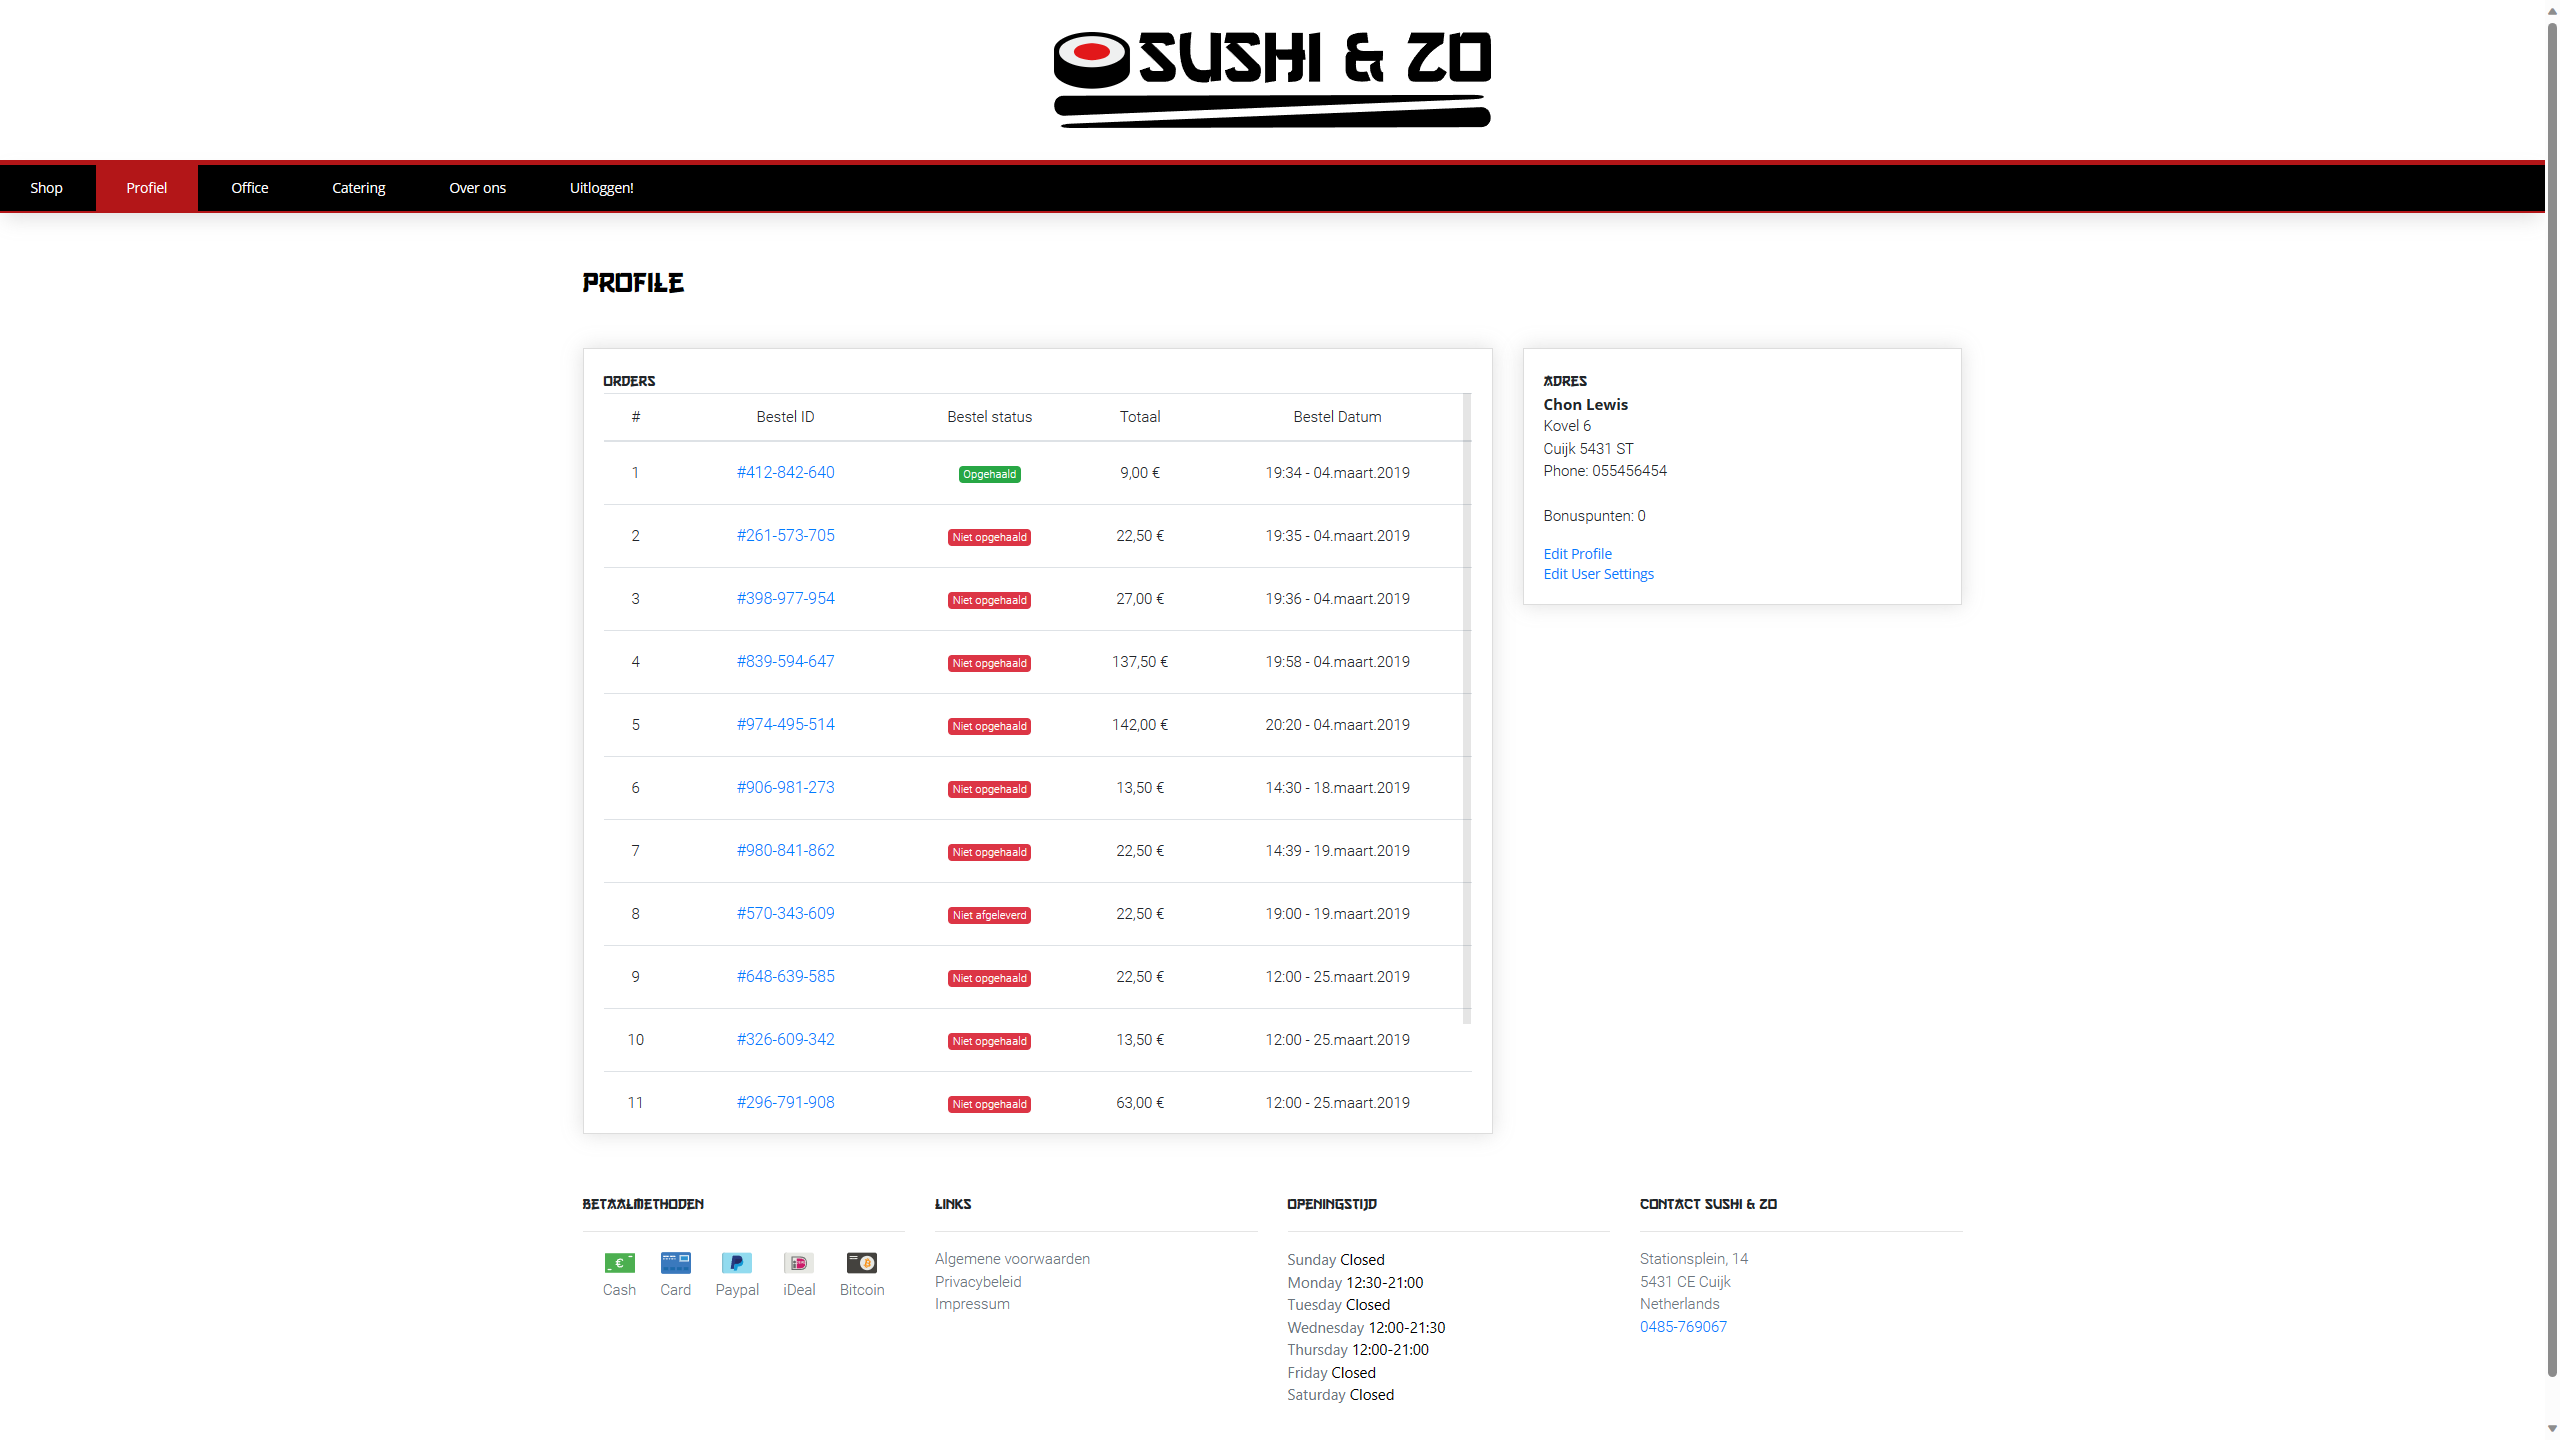 SUSHI & ZO
Shop Profiel Office Catering Over ons Uitloggen!
PROFILE
ORDERS
# Bestel ID Bestel status Totaal Bestel Datum
1 #412-842-640 Opgehaald 9,00 € 19:34 - 04.maart.2019
2 #261-573-705 Niet opgehaald 22,50 € 19:35 - 04.maart.2019
3 #398-977-954 Niet opgehaald 27,00 € 19:36 - 04.maart.2019
4 #839-594-647 Niet opgehaald 137,50 € 19:58 - 04.maart.2019
5 #974-495-514 Niet opgehaald 142,00 € 20:20 - 04.maart.2019
6 #906-981-273 Niet opgehaald 13,50 € 14:30 - 18.maart.2019
7 #980-841-862 Niet opgehaald 22,50 € 14:39 - 19.maart.2019
8 #570-343-609 Niet afgeleverd 22,50 € 19:00 - 19.maart.2019
9 #648-639-585 Niet opgehaald 22,50 € 12:00 - 25.maart.2019
10 #326-609-342 Niet opgehaald 13,50 € 12:00 - 25.maart.2019
11 #296-791-908 Niet opgehaald 63,00 € 12:00 - 25.maart.2019
ADRES
Chon Lewis
Kovel 6
Cuijk 5431 ST
Phone: 055456454
Bonuspunten: 0
Edit Profile
Edit User Settings
BETAALMETHODEN
Cash Card Paypal iDeal Bitcoin
LINKS
Algemene voorwaarden
Privacybeleid
Impressum
OPENINGSTIJD
Sunday Closed
Monday 12:30-21:00
Tuesday Closed
Wednesday 12:00-21:30
Thursday 12:00-21:00
Friday Closed
Saturday Closed
CONTACT SUSHI & ZO
Stationsplein, 14
5431 CE Cuijk
Netherlands
0485-769067